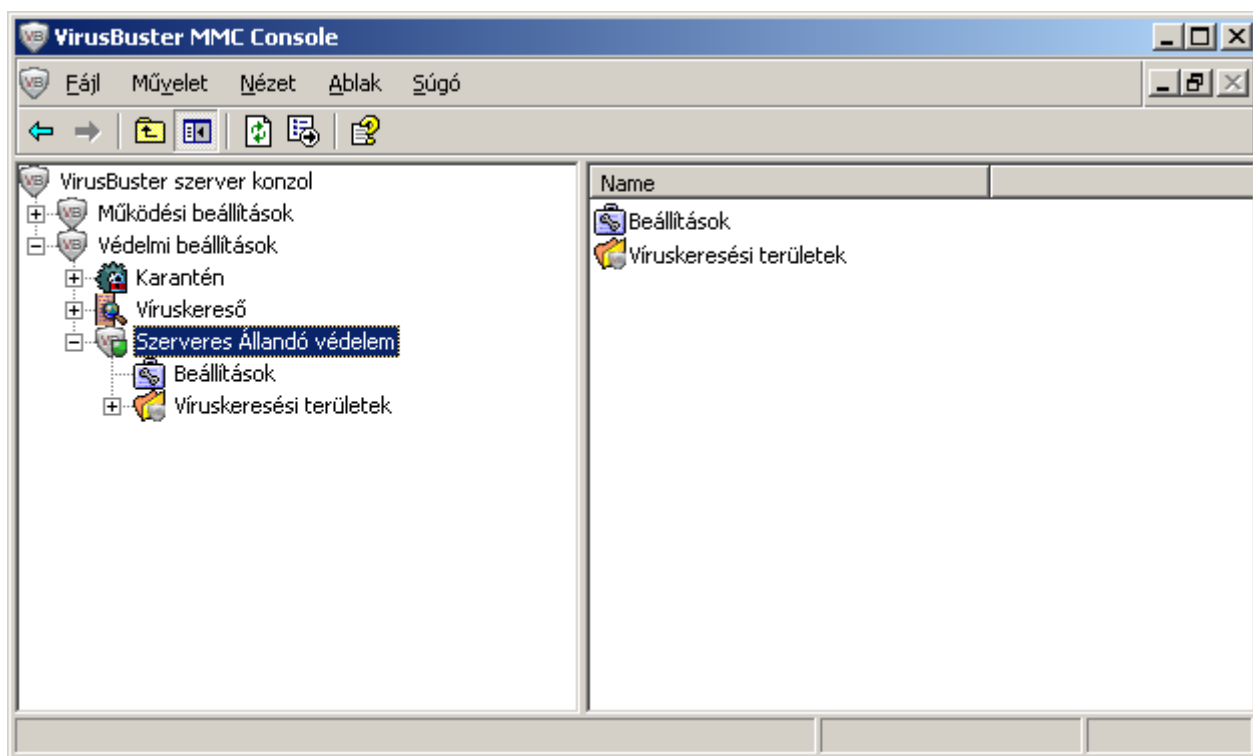 VirusBuster MMC Console
Fájl Művelet Nézet Ablak Súgó
VirusBuster szerver konzol
Működési beállítások
Védelmi beállítások
Karantén
Víruskereső
Szerveres Állandó védelem
Beállítások
Víruskeresési területek
Name
Beállítások
Víruskeresési területek